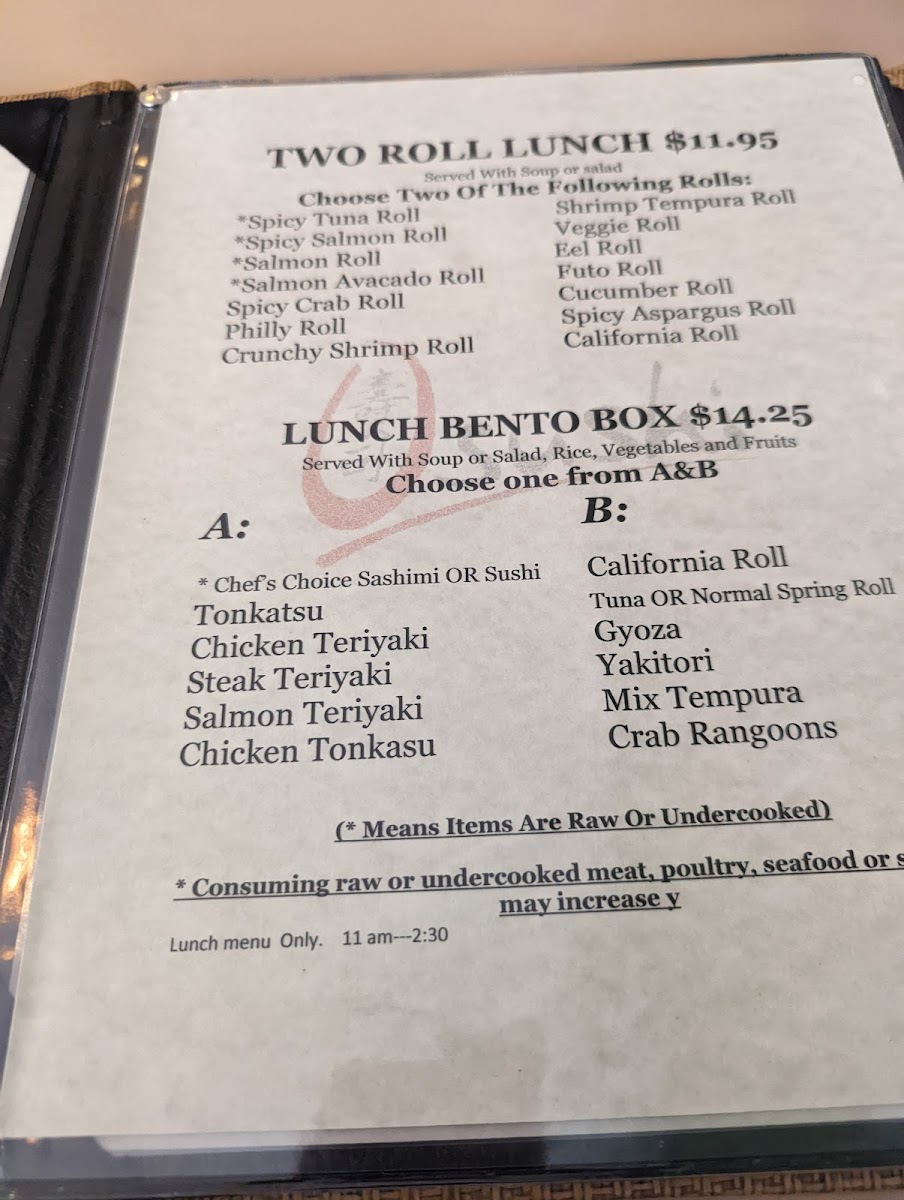 TWO ROLL LUNCH $11.95
Served With Soup or salad
Choose Two Of The Following Rolls:
*Spicy Tuna Roll
*Spicy Salmon Roll
*Salmon Roll
*Salmon Avacado Roll
Spicy Crab Roll
Philly Roll
Crunchy Shrimp Roll
Shrimp Tempura Roll
Veggie Roll
Eel Roll
Futo Roll
Cucumber Roll
Spicy Aspargus Roll
California Roll
LUNCH BENTO BOX $14.25
Served With Soup or Salad, Rice, Vegetables and Fruits
Choose one from A&B
A:
* Chef's Choice Sashimi OR Sushi
Tonkatsu
Chicken Teriyaki
Steak Teriyaki
Salmon Teriyaki
Chicken Tonkasu
B:
California Roll
Tuna OR Normal Spring Roll
Gyoza
Yakitori
Mix Tempura
Crab Rangoons
(* Means Items Are Raw Or Undercooked)
* Consuming raw or undercooked meat, poultry, seafood or s
may increase y
Lunch menu Only. 11 am---2:30